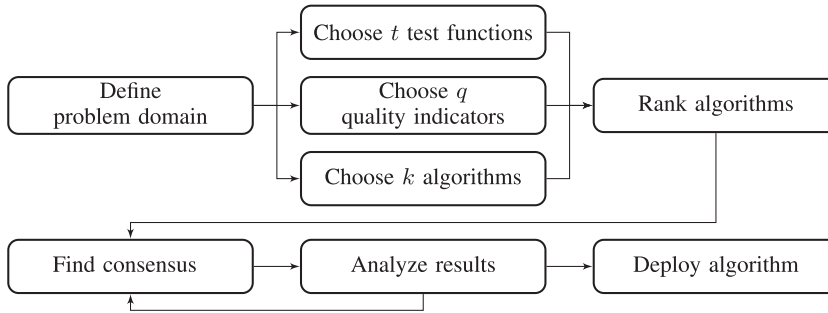 Choose t test functions
Define
problem domain
Choose q
quality indicators
Rank algorithms
Choose k algorithms
Find consensus
Analyze results
Deploy algorithm